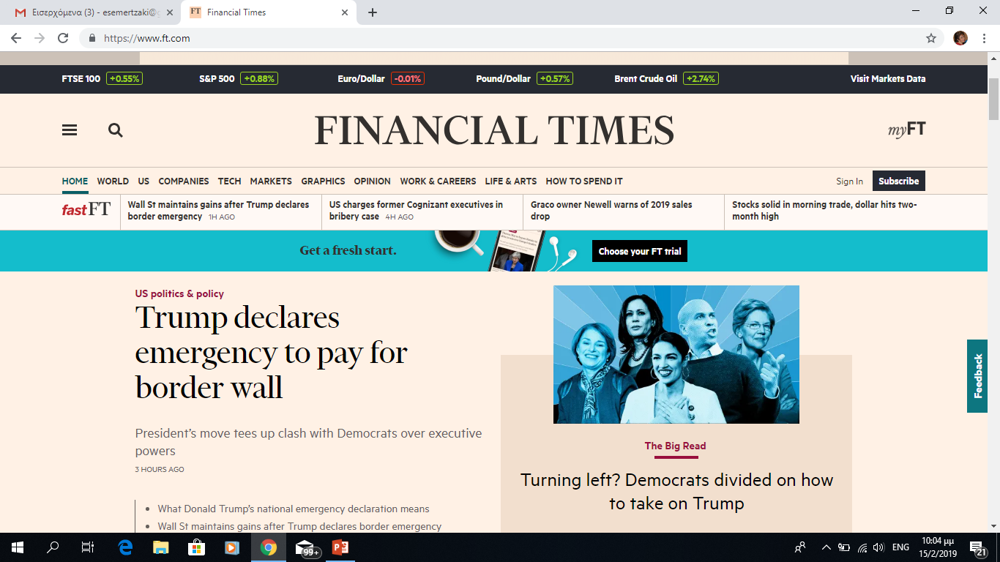 Εισερχόμενα (3) - esemertzaki@g
FT Financial Times
https://www.ft.com
FTSE 100 +0.55% S&P 500 +0.88% Euro/Dollar -0.01% Pound/Dollar +0.57% Brent Crude Oil +2.74% Visit Markets Data
FINANCIAL TIMES
myFT
HOME WORLD US COMPANIES TECH MARKETS GRAPHICS OPINION WORK & CAREERS LIFE & ARTS HOW TO SPEND IT Sign In Subscribe
fastFT
Wall St maintains gains after Trump declares
border emergency 1H AGO
US charges former Cognizant executives in
bribery case 4H AGO
Graco owner Newell warns of 2019 sales
drop
Stocks solid in morning trade, dollar hits two-
month high
Get a fresh start. Choose your FT trial
US politics & policy
Trump declares
emergency to pay for
border wall
President's move tees up clash with Democrats over executive
powers
3 HOURS AGO
• What Donald Trump's national emergency declaration means
• Wall St maintains gains after Trump declares border emergency
The Big Read
Turning left? Democrats divided on how
to take on Trump
Feedback
99+
ENG
10:04 μμ
15/2/2019
21